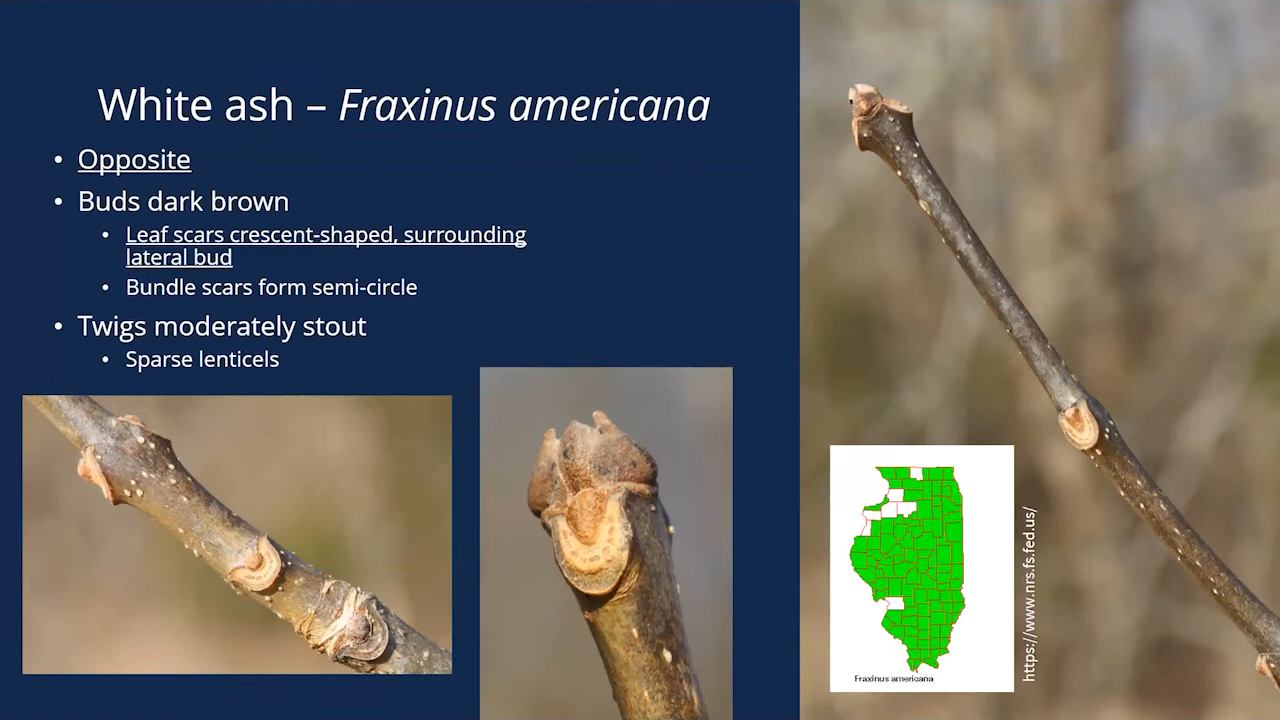 White ash – Fraxinus americana
• Opposite
• Buds dark brown
• Leaf scars crescent-shaped, surrounding
lateral bud
• Bundle scars form semi-circle
• Twigs moderately stout
• Sparse lenticels
Fraxinus americana
https://www.nrs.fs.fed.us/